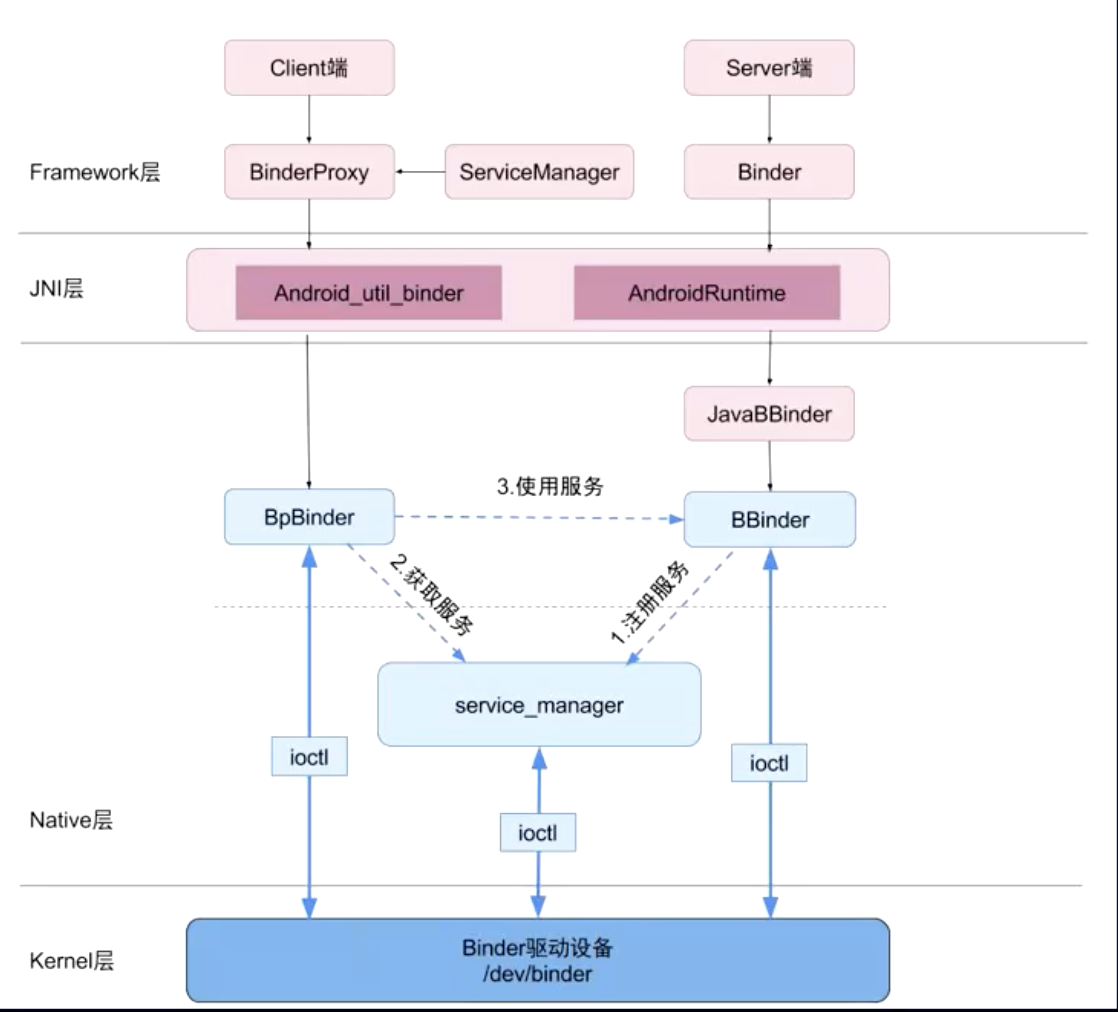 Client端
Server端
Framework层
BinderProxy
ServiceManager
Binder
JNI层
Android_util_binder
AndroidRuntime
JavaBBinder
3.使用服务
BpBinder
BBinder
2.获取服务
1.注册服务
service_manager
ioctl
ioctl
Native层
ioctl
Binder驱动设备
/dev/binder
Kernel层